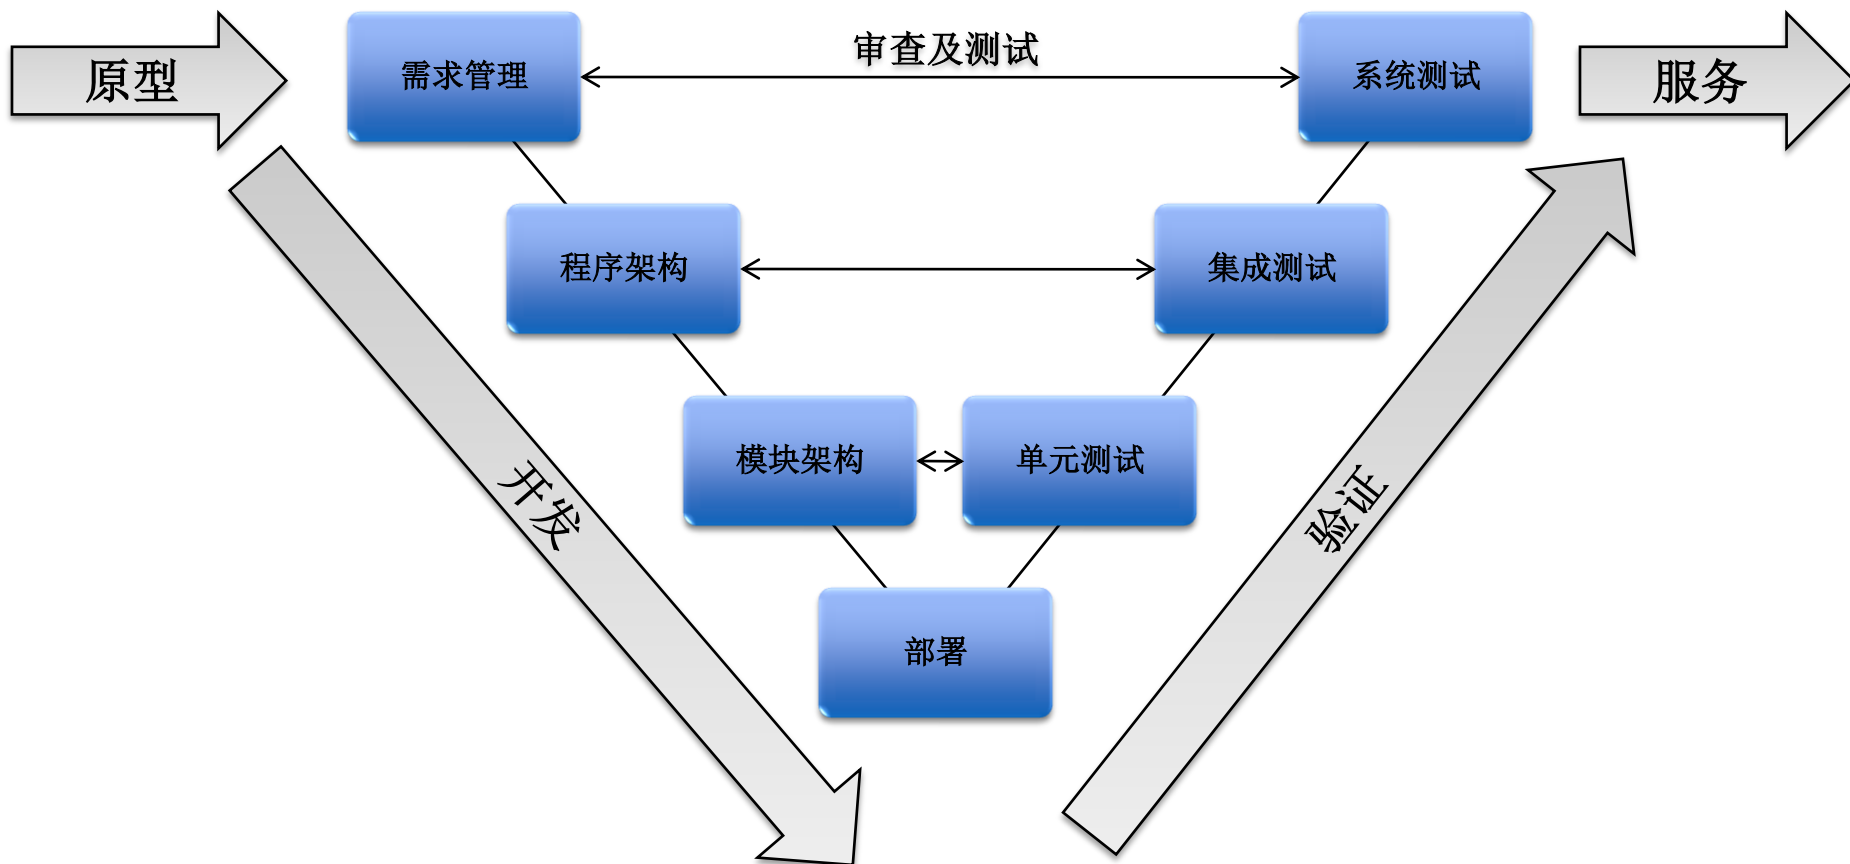 原型
需求管理
审查及测试
系统测试
服务
程序架构
集成测试
模块架构
单元测试
开发
验证
部署